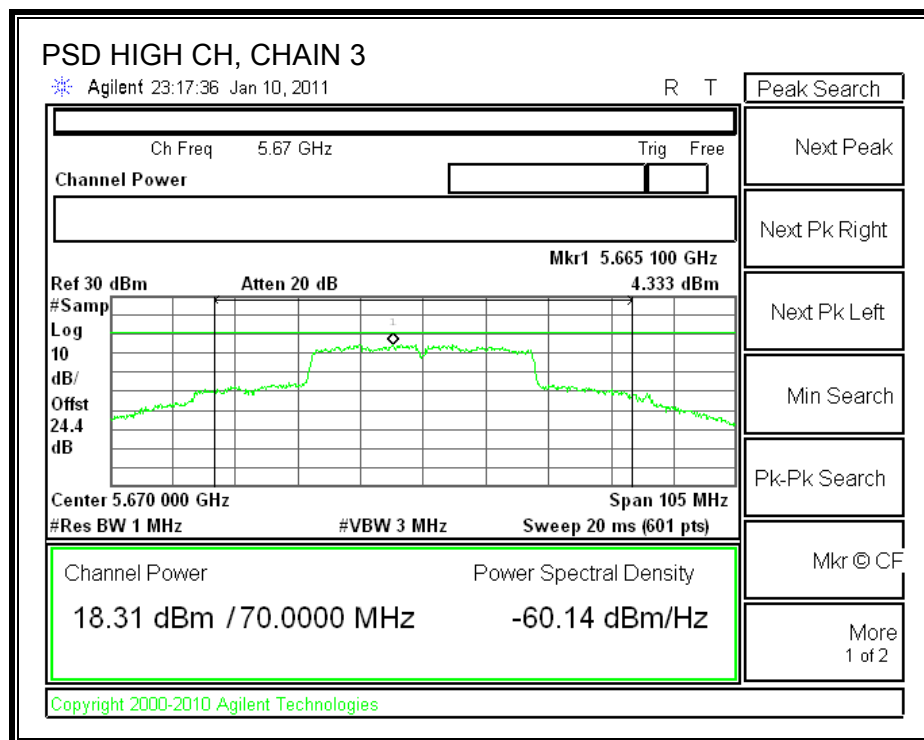 PSD HIGH CH, CHAIN 3
Agilent 23:17:36 Jan 10, 2011 R T
Peak Search
Ch Freq 5.67 GHz Trig Free
Next Peak
Channel Power
Next Pk Right
Mkr1 5.665 100 GHz
Ref 30 dBm Atten 20 dB 4.333 dBm
#Samp
Log
10
dB/
Offst
24.4
dB
1
Next Pk Left
Min Search
Pk-Pk Search
Center 5.670 000 GHz Span 105 MHz
#Res BW 1 MHz #VBW 3 MHz Sweep 20 ms (601 pts)
Channel Power Power Spectral Density
18.31 dBm / 70.0000 MHz -60.14 dBm/Hz
Mkr © CF
More
1 of 2
Copyright 2000-2010 Agilent Technologies